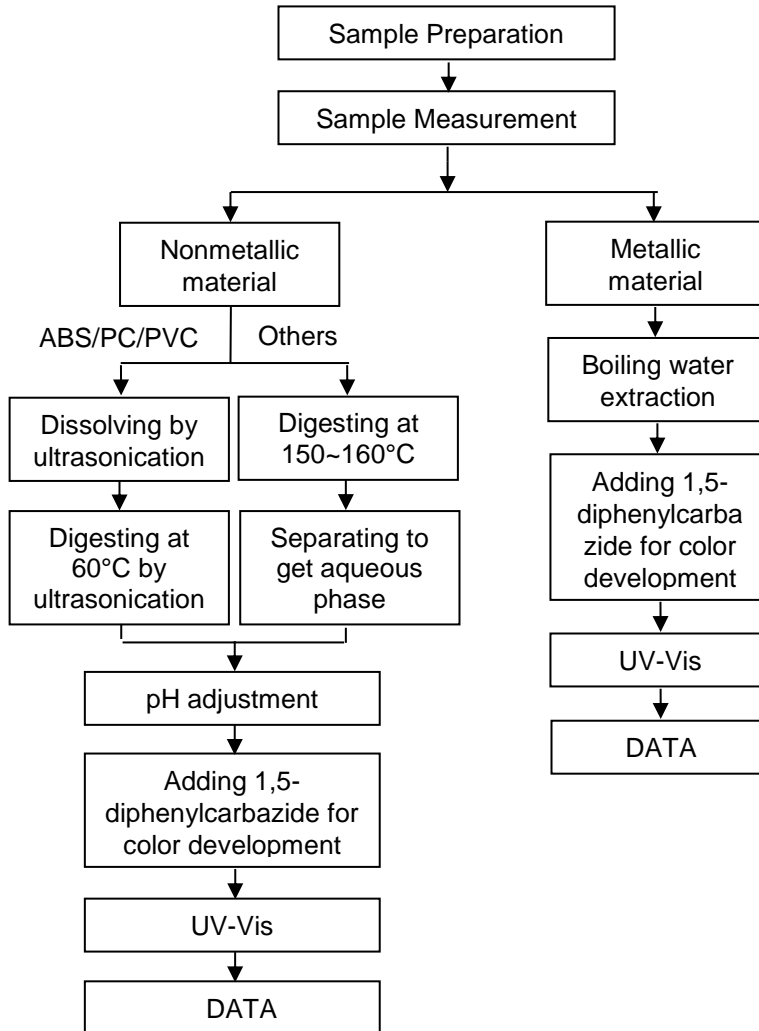 Sample Preparation
Sample Measurement
Nonmetallic
material
Metallic
material
ABS/PC/PVC
Others
Boiling water
extraction
Dissolving by
ultrasonication
Digesting at
150~160°C
Adding 1,5-
diphenylcarba
zide for color
development
Digesting at
60°C by
ultrasonication
Separating to
get aqueous
phase
UV-Vis
pH adjustment
DATA
Adding 1,5-
diphenylcarbazide for
color development
UV-Vis
DATA